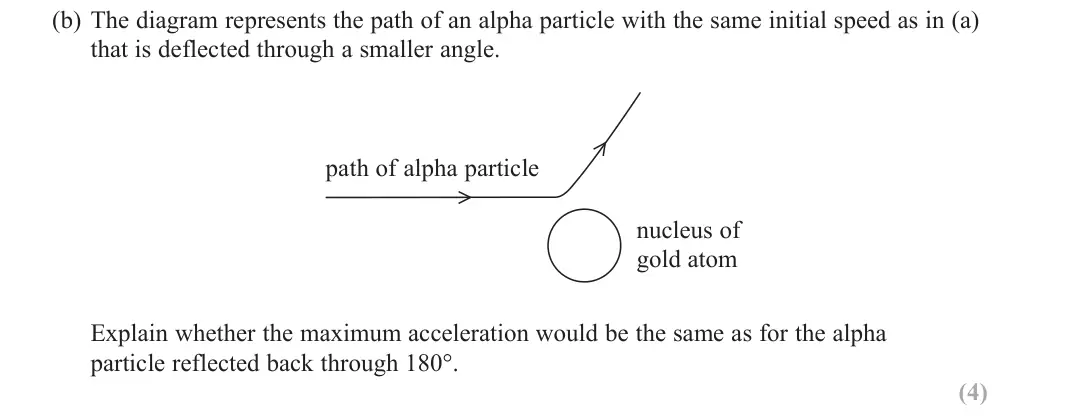 (b) The diagram represents the path of an alpha particle with the same initial speed as in (a)
that is deflected through a smaller angle.
path of alpha particle
nucleus of
gold atom
Explain whether the maximum acceleration would be the same as for the alpha
particle reflected back through 180°.
(4)